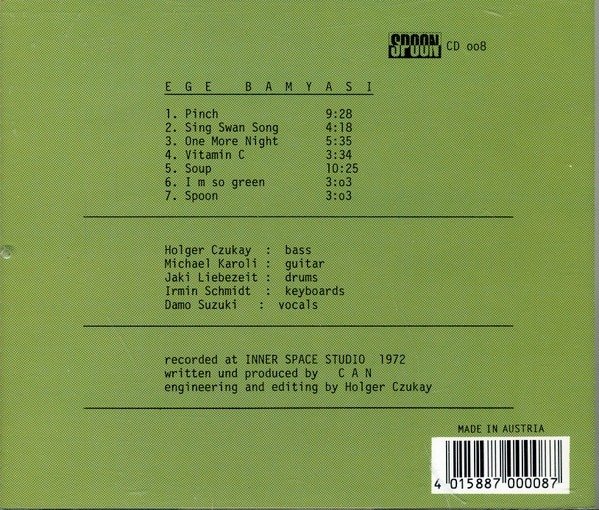 SPOON CD oo8
EGE BAMYASI
1. Pinch 9:28
2. Sing Swan Song 4:18
3. One More Night 5:35
4. Vitamin C 3:34
5. Soup 10:25
6. I m so green 3:o3
7. Spoon 3:o3
Holger Czukay : bass
Michael Karoli : guitar
Jaki Liebezeit : drums
Irmin Schmidt : keyboards
Damo Suzuki : vocals
recorded at INNER SPACE STUDIO 1972
written und produced by C A N
engineering and editing by Holger Czukay
MADE IN AUSTRIA
4 015887 000087